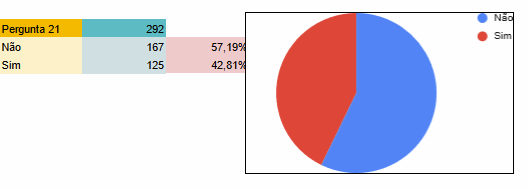 Pergunta 21 292
Não 167 57,19%
Sim 125 42,81%
Não
Sim